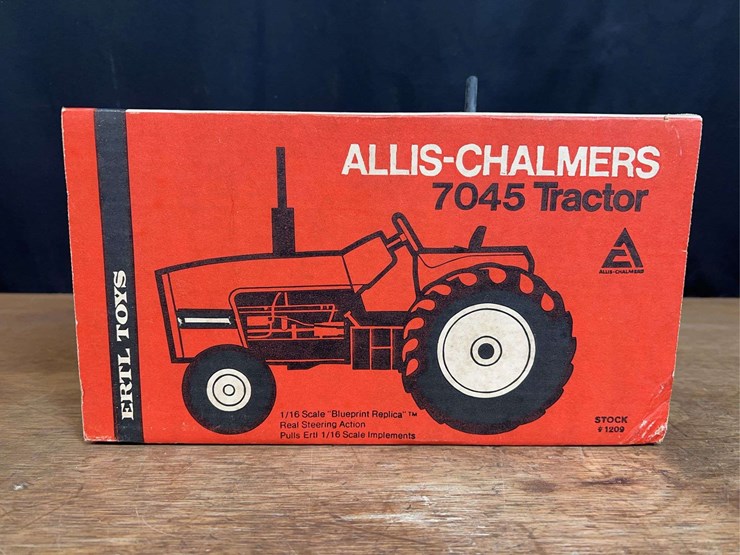 ALLIS-CHALMERS
7045 Tractor
ALLIS-CHALMERS
ERTL TOYS
1/16 Scale "Blueprint Replica"™
Real Steering Action
Pulls Ertl 1/16 Scale Implements
STOCK
#1209